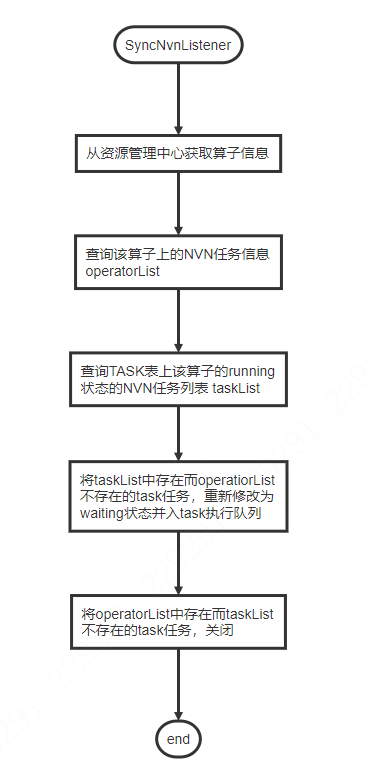 SyncNvnListener
从资源管理中心获取算子信息
查询该算子上的NVN任务信息
operatorList
查询TASK表上该算子的running
状态的NVN任务列表 taskList
将taskList中存在而operatiorList
不存在的task任务，重新修改为
waiting状态并入task执行队列
将operatorList中存在而taskList
不存在的task任务，关闭
end